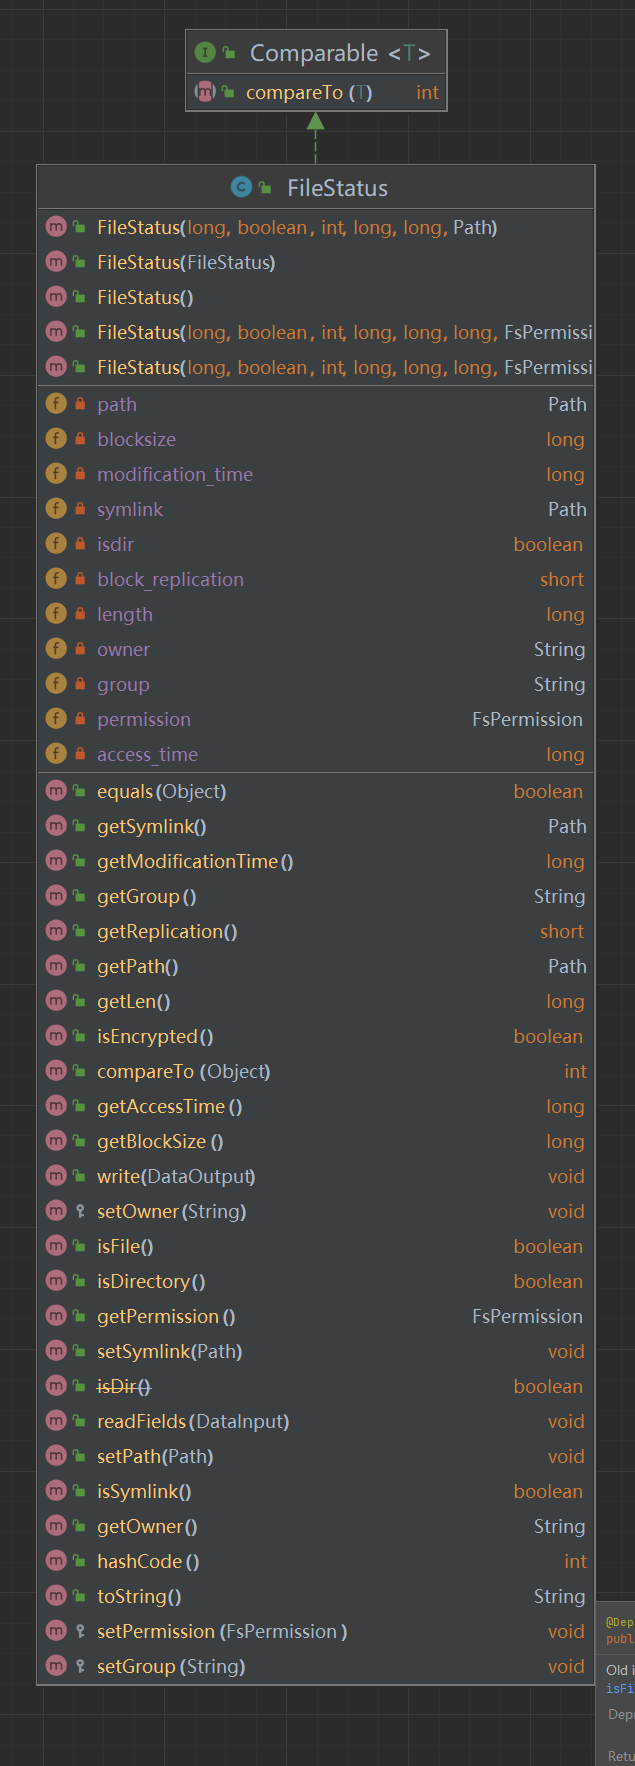 Comparable <T>
compareTo (T) int
FileStatus
FileStatus(long, boolean, int, long, long, Path)
FileStatus(FileStatus)
FileStatus()
FileStatus(long, boolean, int, long, long, long, FsPermissi
FileStatus(long, boolean, int, long, long, long, FsPermissi
path Path
blocksize long
modification_time long
symlink Path
isdir boolean
block_replication short
length long
owner String
group String
permission FsPermission
access_time long
equals(Object) boolean
getSymlink() Path
getModificationTime() long
getGroup() String
getReplication() short
getPath() Path
getLen() long
isEncrypted() boolean
compareTo (Object) int
getAccessTime() long
getBlockSize() long
write(DataOutput) void
setOwner(String) void
isFile() boolean
isDirectory() boolean
getPermission() FsPermission
setSymlink(Path) void
isDir() boolean
readFields(DataInput) void
setPath(Path) void
isSymlink() boolean
getOwner() String
hashCode() int
toString() String
setPermission(FsPermission) void
setGroup(String) void
@Dep
publ
Old i
isFi
Depr
Retu